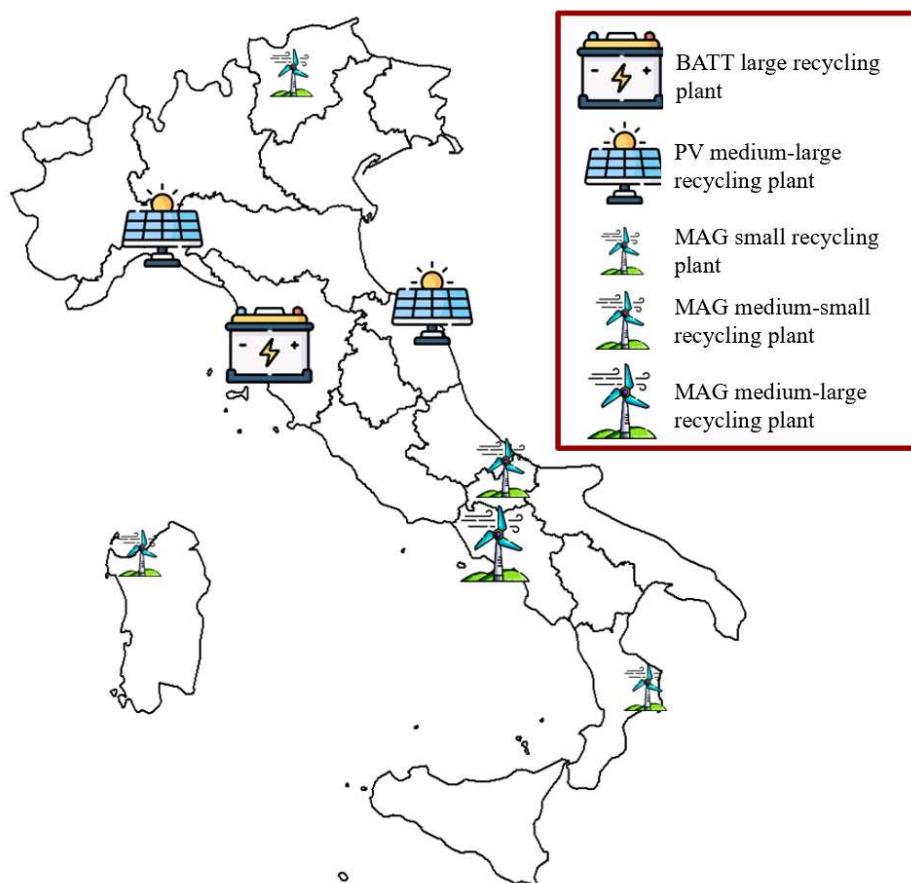 BATT large recycling
plant
PV medium-large
recycling plant
MAG small recycling
plant
MAG medium-small
recycling plant
MAG medium-large
recycling plant